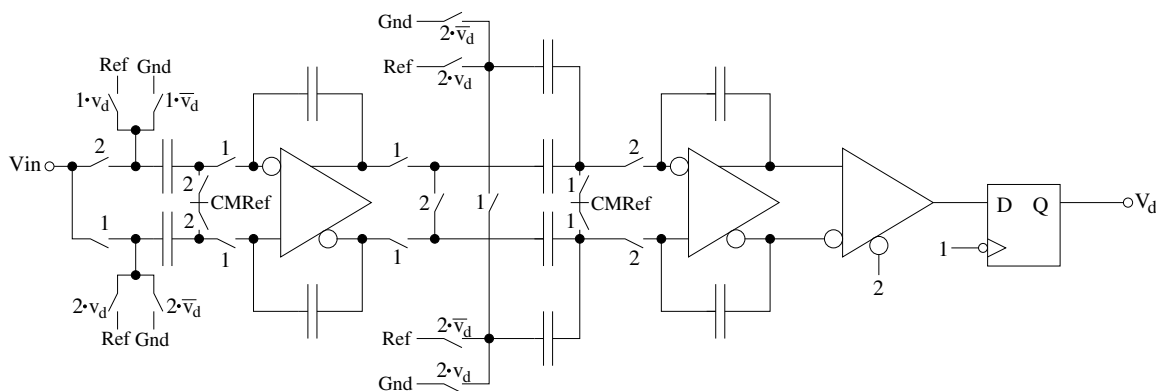 Gnd
2·v̅d
Ref
2·vd
Ref Gnd
1·vd 1·v̅d
Vin
2
1
1
2
2
CMRef
2
1
1
1
1
2
1
1
1
CMRef
2
2
D Q
1
Vd
2
2·vd 2·v̅d
Ref Gnd
Ref
2·v̅d
Gnd
2·vd